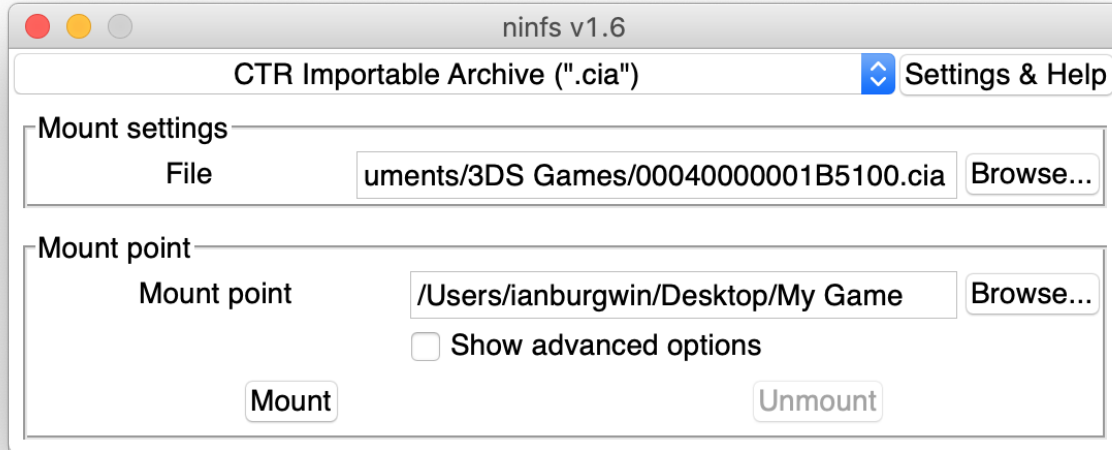 ninfs v1.6
CTR Importable Archive (".cia") Settings & Help
Mount settings
File uments/3DS Games/00040000001B5100.cia Browse...
Mount point
Mount point /Users/ianburgwin/Desktop/My Game Browse...
Show advanced options
Mount Unmount